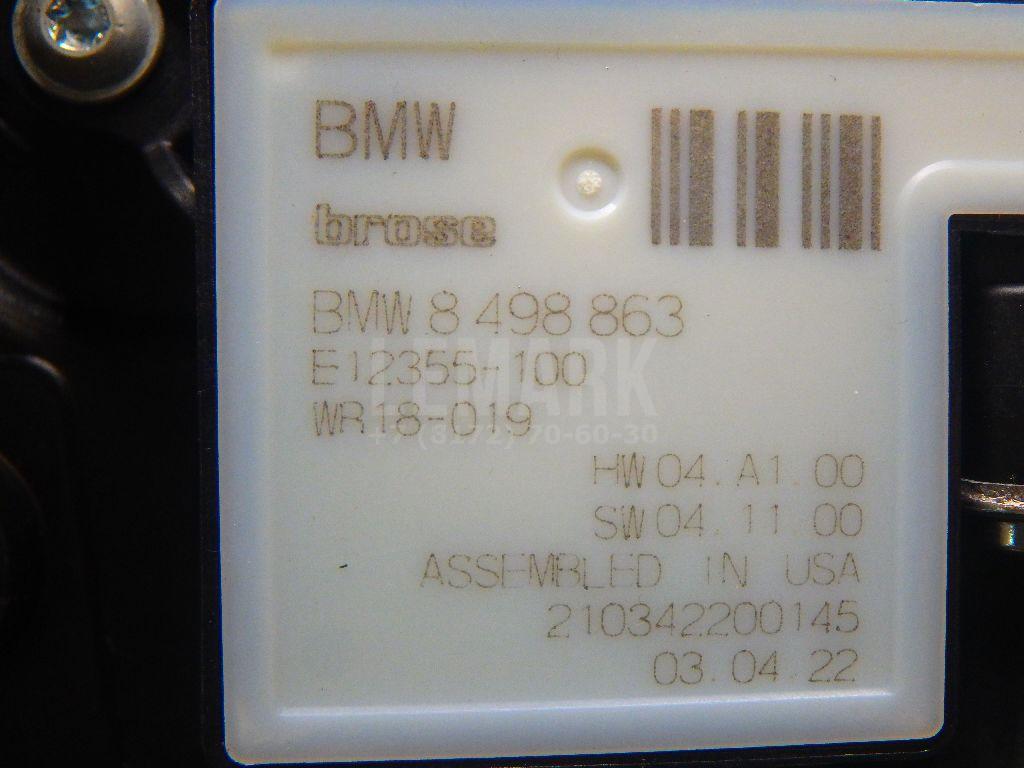 BMW
brose
BMW 8 498 863
E12355-100
WR18-019
LEMARK
+7 (8172) 70-60-30
HW 04. A1. 00
SW 04. 11. 00
ASSEMBLED IN USA
210342200145
03. 04. 22